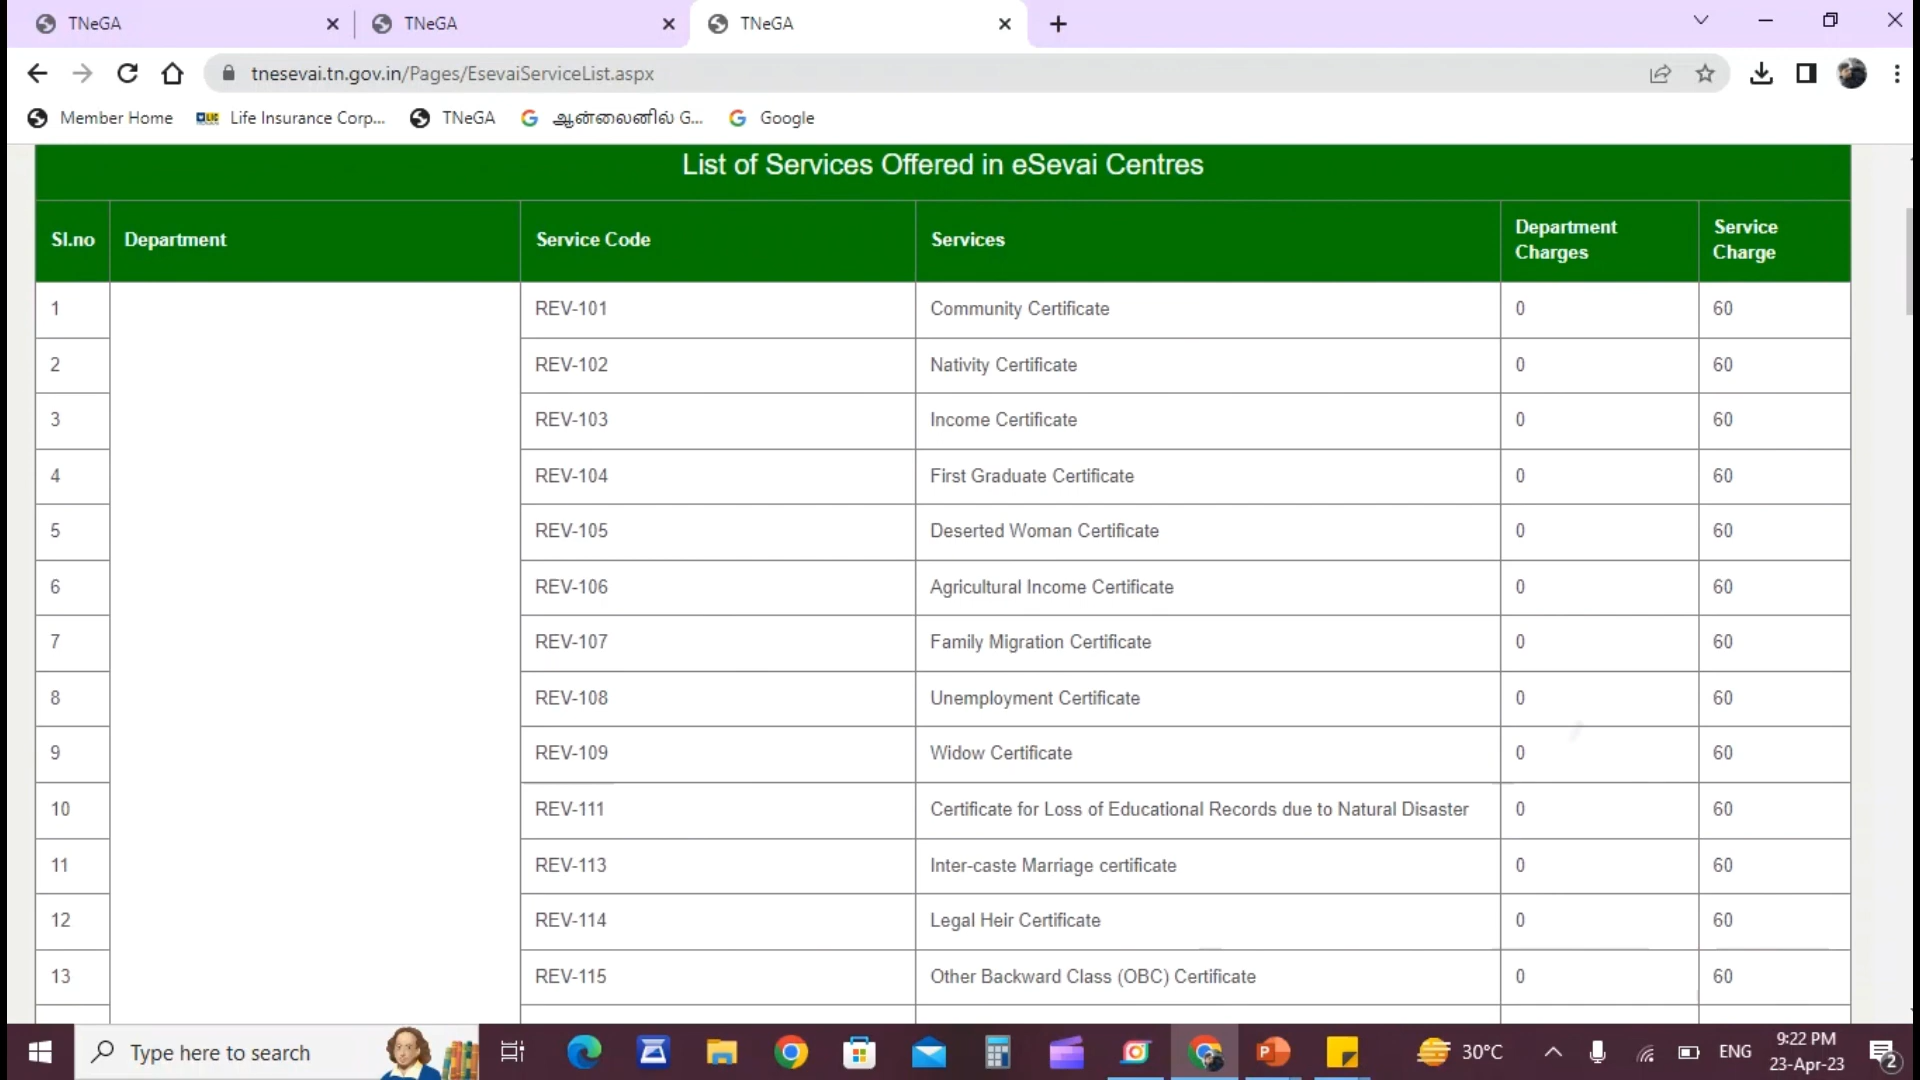 TNeGA TNeGA TNeGA
tnesevai.tn.gov.in/Pages/EsevaiServiceList.aspx
Member Home Life Insurance Corp... TNeGA ஆன்லைனில் G... Google
List of Services Offered in eSevai Centres
Sl.no Department Service Code Services Department Charges Service Charge
1 REV-101 Community Certificate 0 60
2 REV-102 Nativity Certificate 0 60
3 REV-103 Income Certificate 0 60
4 REV-104 First Graduate Certificate 0 60
5 REV-105 Deserted Woman Certificate 0 60
6 REV-106 Agricultural Income Certificate 0 60
7 REV-107 Family Migration Certificate 0 60
8 REV-108 Unemployment Certificate 0 60
9 REV-109 Widow Certificate 0 60
10 REV-111 Certificate for Loss of Educational Records due to Natural Disaster 0 60
11 REV-113 Inter-caste Marriage certificate 0 60
12 REV-114 Legal Heir Certificate 0 60
13 REV-115 Other Backward Class (OBC) Certificate 0 60
Type here to search 30°C ENG 9:22 PM 2
23-Apr-23